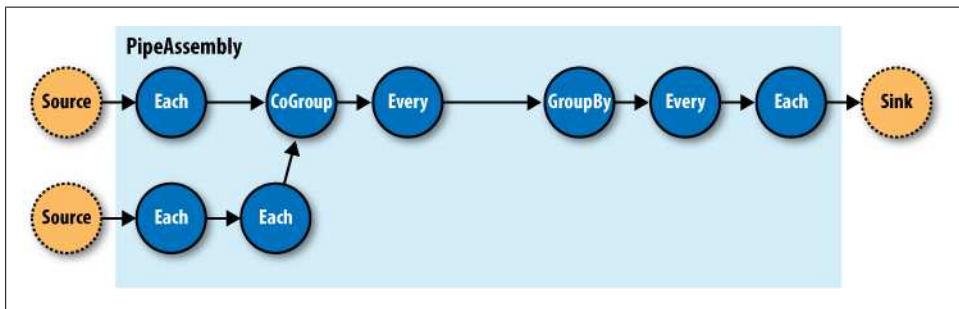 PipeAssembly
Source Each CoGroup Every GroupBy Every Each Sink
Source Each Each